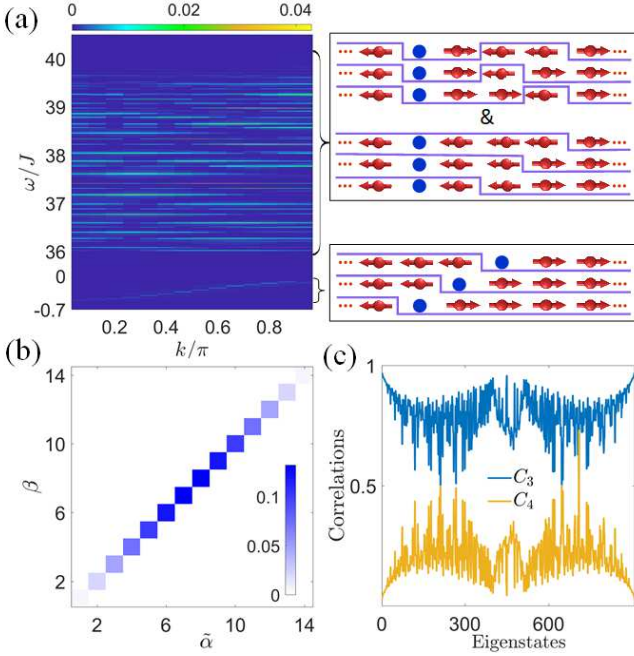 (a)
0
0.02
0.04
40
39
38
37
36
0
-0.7
ω/J
0.2
0.4
0.6
0.8
k/π
&
(b)
14
10
6
2
β
2
6
10
14
α̃
0.1
0.05
0
(c)
1
0.5
Correlations
C₃
C₄
0
300
600
Eigenstates